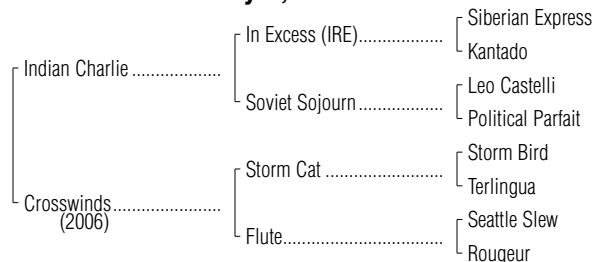 Siberian Express
In Excess (IRE)..................
Kantado
Indian Charlie ...................
Leo Castelli
Soviet Sojourn ..................
Political Parfait
Storm Bird
Storm Cat .........................
Terlingua
Crosswinds.......................
(2006)
Seattle Slew
Flute..................................
Rougeur